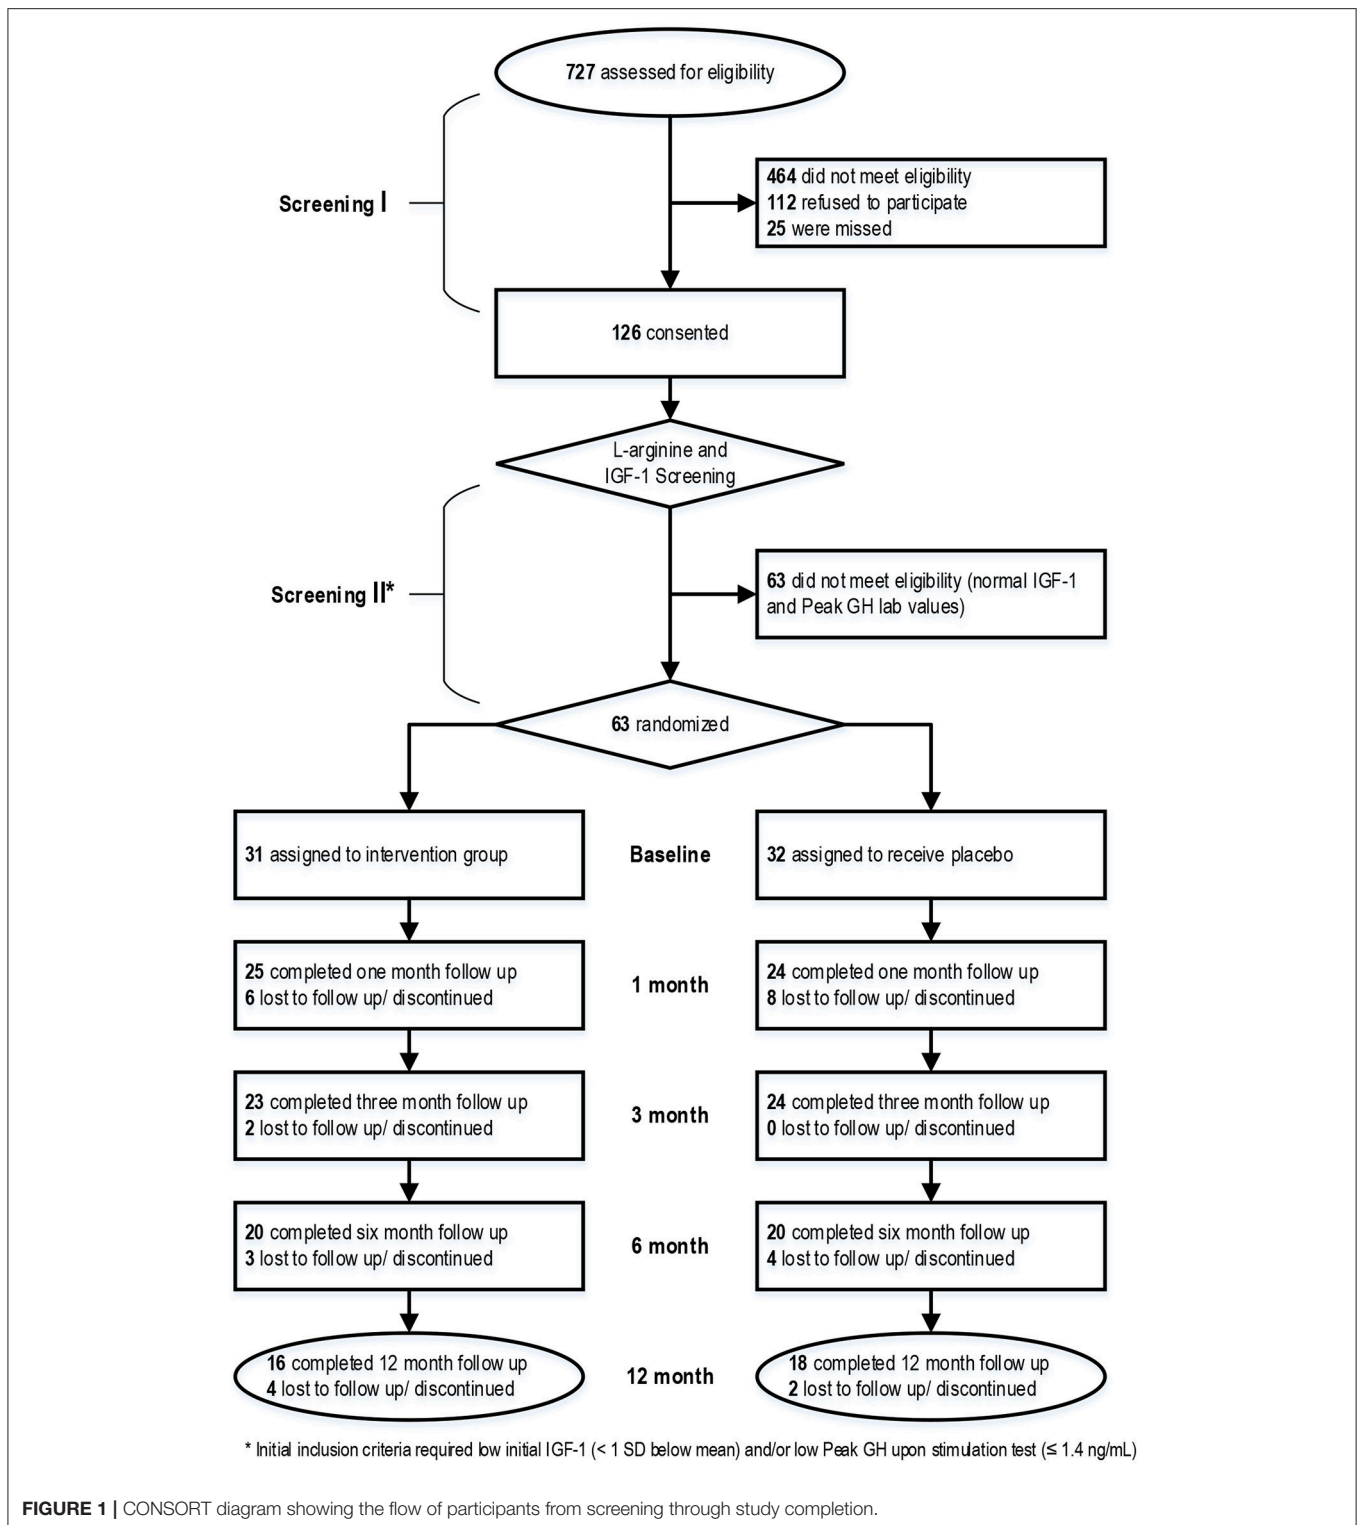 727 assessed for eligibility
464 did not meet eligibility
112 refused to participate
25 were missed
Screening I
126 consented
L-arginine and
IGF-1 Screening
63 did not meet eligibility (normal IGF-1
and Peak GH lab values)
Screening II*
63 randomized
31 assigned to intervention group
Baseline
32 assigned to receive placebo
25 completed one month follow up
6 lost to follow up/ discontinued
1 month
24 completed one month follow up
8 lost to follow up/ discontinued
23 completed three month follow up
2 lost to follow up/ discontinued
3 month
24 completed three month follow up
0 lost to follow up/ discontinued
20 completed six month follow up
3 lost to follow up/ discontinued
6 month
20 completed six month follow up
4 lost to follow up/ discontinued
16 completed 12 month follow up
4 lost to follow up/ discontinued
12 month
18 completed 12 month follow up
2 lost to follow up/ discontinued
* Initial inclusion criteria required low initial IGF-1 (< 1 SD below mean) and/or low Peak GH upon stimulation test (≤ 1.4 ng/mL)
FIGURE 1 | CONSORT diagram showing the flow of participants from screening through study completion.